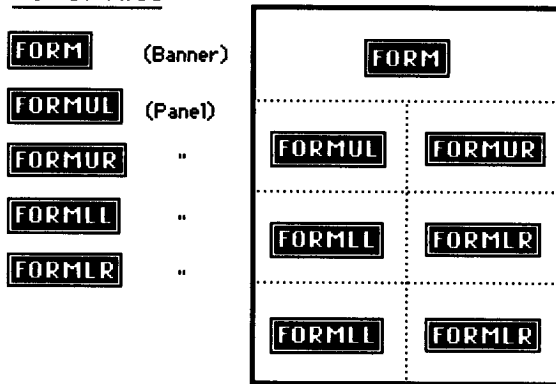 FORM (Banner)
FORMUL (Panel)
FORMUR "
FORMLL "
FORMLR "
FORM
FORMUL FORMUR
FORMLL FORMLR
FORMLL FORMLR